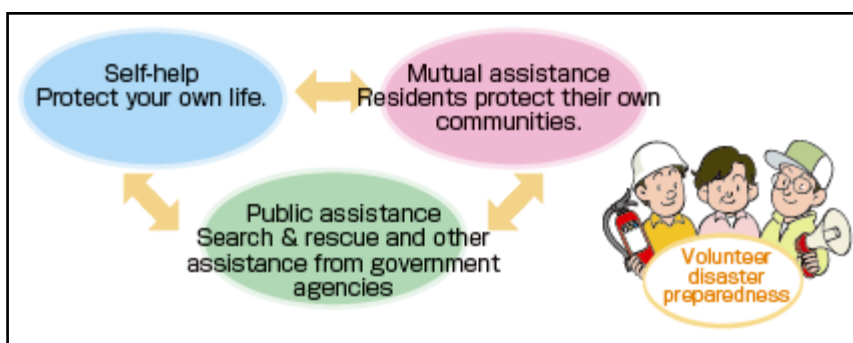 Self-help
Protect your own life.
Mutual assistance
Residents protect their own
communities.
Public assistance
Search & rescue and other
assistance from government
agencies
Volunteer
disaster
preparedness